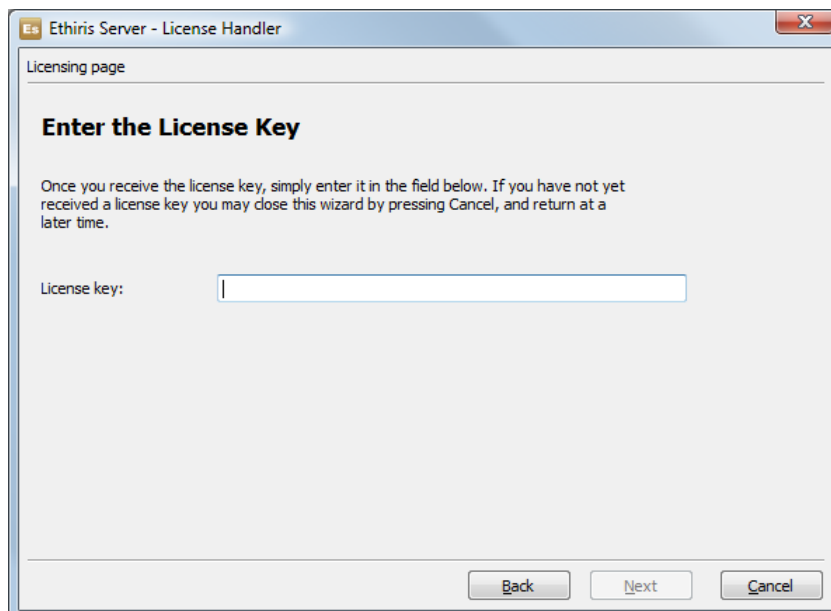 Es Ethiris Server - License Handler
X
Licensing page
Enter the License Key
Once you receive the license key, simply enter it in the field below. If you have not yet
received a license key you may close this wizard by pressing Cancel, and return at a
later time.
License key:
Back Next Cancel